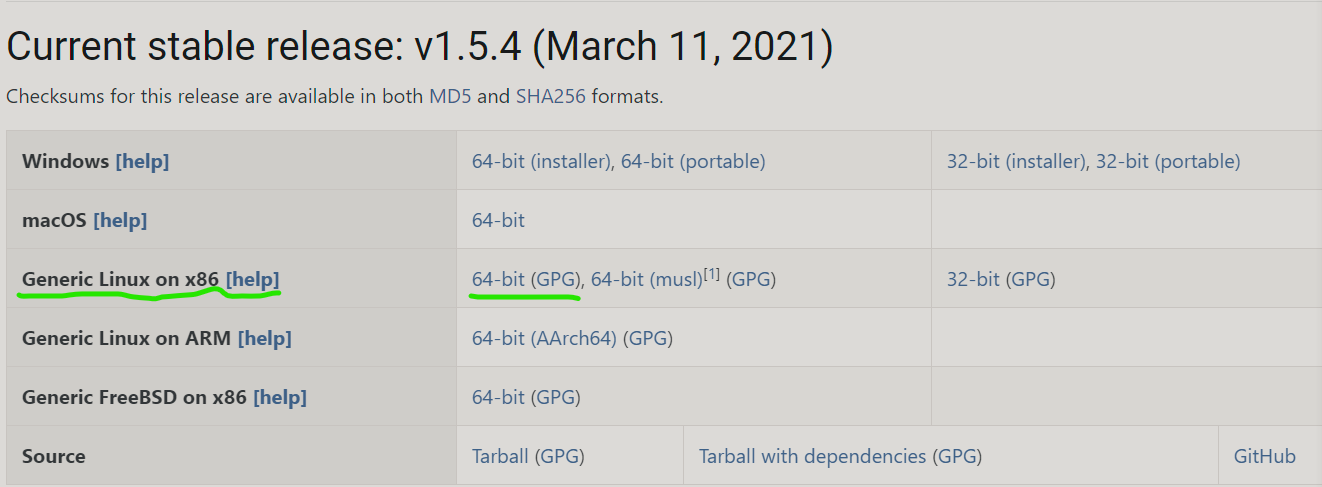 Current stable release: v1.5.4 (March 11, 2021)
Checksums for this release are available in both MD5 and SHA256 formats.
Windows [help] 64-bit (installer), 64-bit (portable) 32-bit (installer), 32-bit (portable)
macOS [help] 64-bit
Generic Linux on x86 [help] 64-bit (GPG), 64-bit (musl)[1] (GPG) 32-bit (GPG)
Generic Linux on ARM [help] 64-bit (AArch64) (GPG)
Generic FreeBSD on x86 [help] 64-bit (GPG)
Source Tarball (GPG) Tarball with dependencies (GPG) GitHub